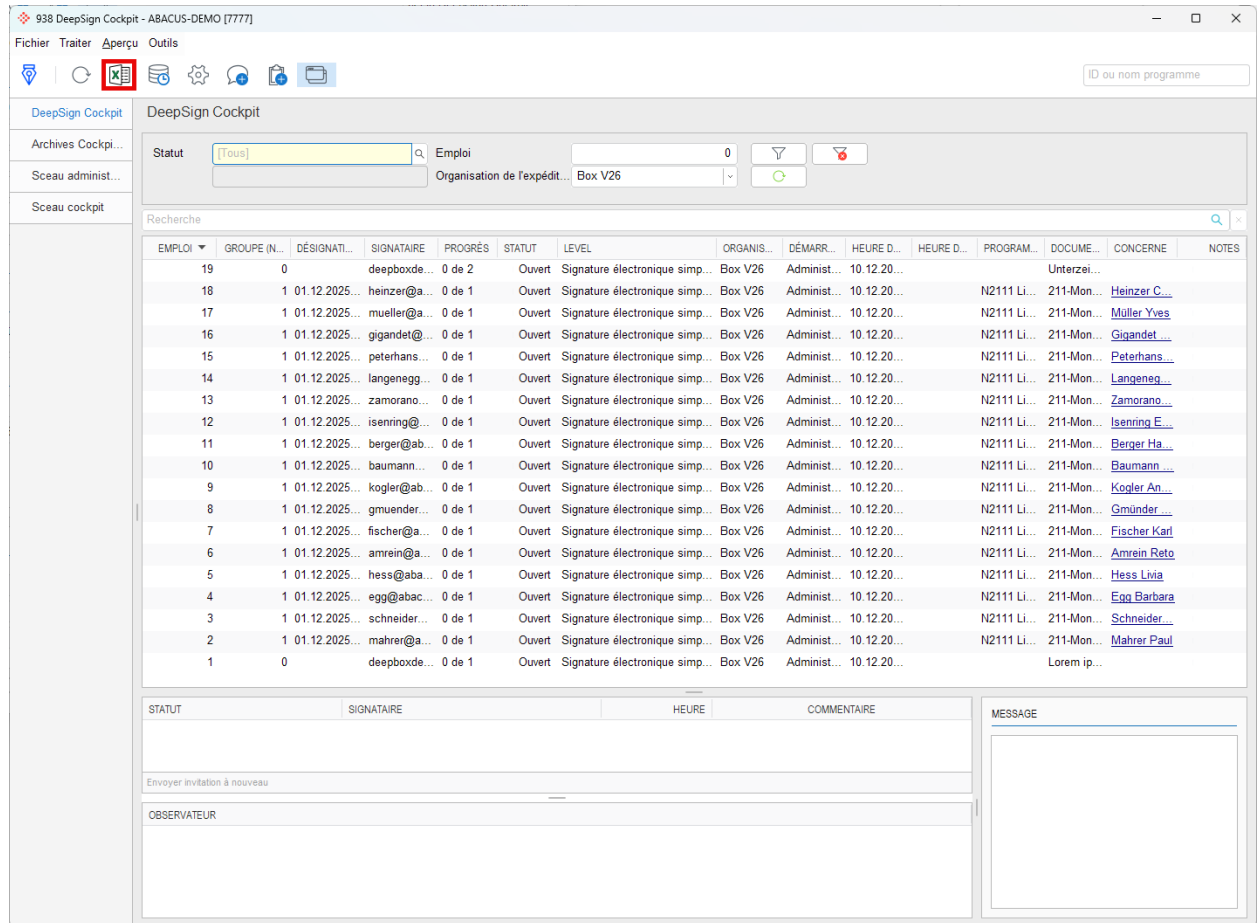 938 DeepSign Cockpit - ABACUS-DEMO [7777]
Fichier Traiter Aperçu Outils
ID ou nom programme
DeepSign Cockpit
Archives Cockpi...
Sceau administ...
Sceau cockpit
DeepSign Cockpit
Statut [Tous] Emploi 0
Organisation de l'expédit... Box V26
Recherche
EMPLOI GROUPE (N... DÉSIGNATI... SIGNATAIRE PROGRÈS STATUT LEVEL ORGANIS... DÉMARR... HEURE D... HEURE D... PROGRAM... DOCUME... CONCERNE NOTES
19 0 deepboxde... 0 de 2 Ouvert Signature électronique simp... Box V26 Administ... 10.12.20... Unterzei...
18 1 01.12.2025... heinzer@a... 0 de 1 Ouvert Signature électronique simp... Box V26 Administ... 10.12.20... N2111 Li... 211-Mon... Heinzer C...
17 1 01.12.2025... mueller@a... 0 de 1 Ouvert Signature électronique simp... Box V26 Administ... 10.12.20... N2111 Li... 211-Mon... Müller Yves
16 1 01.12.2025... gigandet@... 0 de 1 Ouvert Signature électronique simp... Box V26 Administ... 10.12.20... N2111 Li... 211-Mon... Gigandet ...
15 1 01.12.2025... peterhans... 0 de 1 Ouvert Signature électronique simp... Box V26 Administ... 10.12.20... N2111 Li... 211-Mon... Peterhans...
14 1 01.12.2025... langenegg... 0 de 1 Ouvert Signature électronique simp... Box V26 Administ... 10.12.20... N2111 Li... 211-Mon... Langeneg...
13 1 01.12.2025... zamorano... 0 de 1 Ouvert Signature électronique simp... Box V26 Administ... 10.12.20... N2111 Li... 211-Mon... Zamorano...
12 1 01.12.2025... isenring@... 0 de 1 Ouvert Signature électronique simp... Box V26 Administ... 10.12.20... N2111 Li... 211-Mon... Isenring E...
11 1 01.12.2025... berger@ab... 0 de 1 Ouvert Signature électronique simp... Box V26 Administ... 10.12.20... N2111 Li... 211-Mon... Berger Ha...
10 1 01.12.2025... baumann... 0 de 1 Ouvert Signature électronique simp... Box V26 Administ... 10.12.20... N2111 Li... 211-Mon... Baumann ...
9 1 01.12.2025... kogler@ab... 0 de 1 Ouvert Signature électronique simp... Box V26 Administ... 10.12.20... N2111 Li... 211-Mon... Kogler An...
8 1 01.12.2025... gmuender... 0 de 1 Ouvert Signature électronique simp... Box V26 Administ... 10.12.20... N2111 Li... 211-Mon... Gmünder ...
7 1 01.12.2025... fischer@a... 0 de 1 Ouvert Signature électronique simp... Box V26 Administ... 10.12.20... N2111 Li... 211-Mon... Fischer Karl
6 1 01.12.2025... amrein@a... 0 de 1 Ouvert Signature électronique simp... Box V26 Administ... 10.12.20... N2111 Li... 211-Mon... Amrein Reto
5 1 01.12.2025... hess@aba... 0 de 1 Ouvert Signature électronique simp... Box V26 Administ... 10.12.20... N2111 Li... 211-Mon... Hess Livia
4 1 01.12.2025... egg@abac... 0 de 1 Ouvert Signature électronique simp... Box V26 Administ... 10.12.20... N2111 Li... 211-Mon... Egg Barbara
3 1 01.12.2025... schneider... 0 de 1 Ouvert Signature électronique simp... Box V26 Administ... 10.12.20... N2111 Li... 211-Mon... Schneider...
2 1 01.12.2025... mahrer@a... 0 de 1 Ouvert Signature électronique simp... Box V26 Administ... 10.12.20... N2111 Li... 211-Mon... Mahrer Paul
1 0 deepboxde... 0 de 1 Ouvert Signature électronique simp... Box V26 Administ... 10.12.20... Lorem ip...
STATUT SIGNATAIRE HEURE COMMENTAIRE
MESSAGE
Envoyer invitation à nouveau
OBSERVATEUR